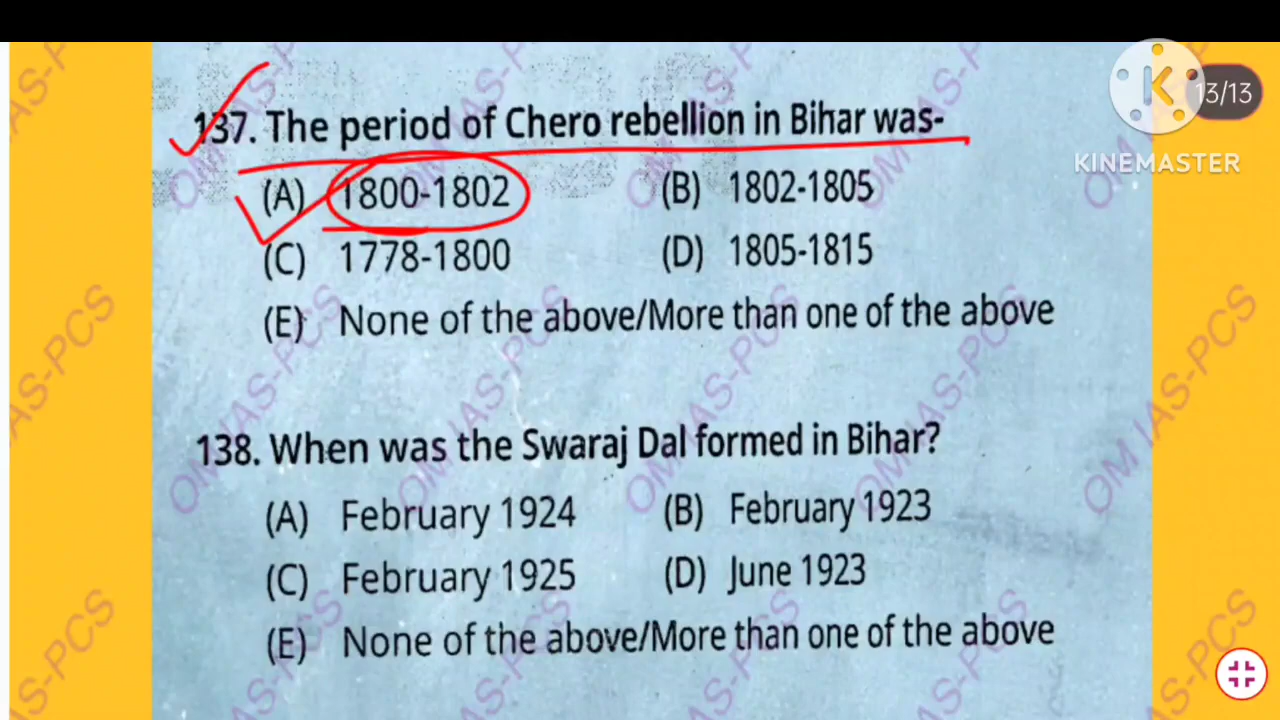 13/13
KINEMASTER
137. The period of Chero rebellion in Bihar was-
(A) 1800-1802 (B) 1802-1805
(C) 1778-1800 (D) 1805-1815
(E) None of the above/More than one of the above
138. When was the Swaraj Dal formed in Bihar?
(A) February 1924 (B) February 1923
(C) February 1925 (D) June 1923
(E) None of the above/More than one of the above
OM IAS-PCS